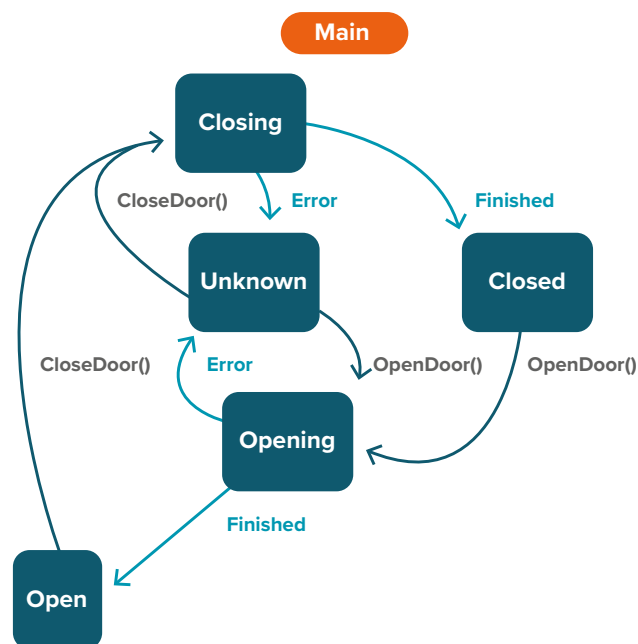 Main
Closing
CloseDoor()
Error
Finished
Unknown
Closed
CloseDoor()
Error
OpenDoor()
OpenDoor()
Opening
Finished
Open